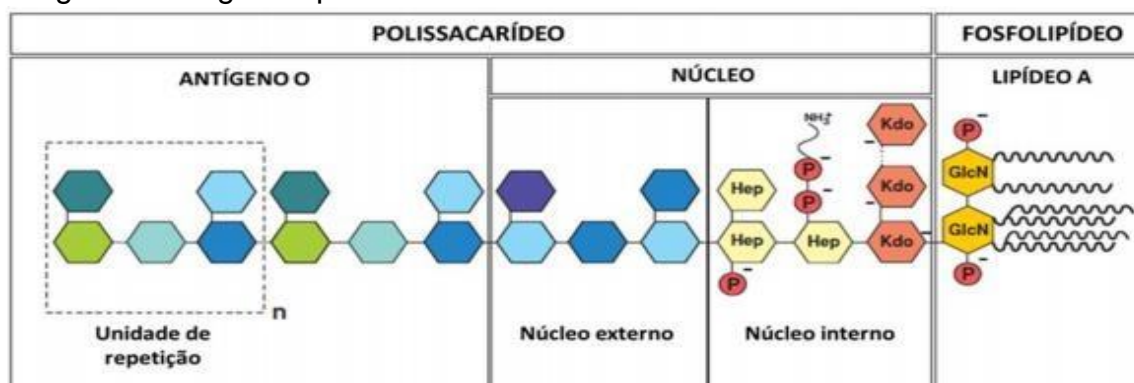 POLISSACARÍDEO
FOSFOLIPÍDEO
ANTÍGENO O
NÚCLEO
LIPÍDEO A
NH₃⁺
P
P
Kdo
P
GlcN
Hep
Kdo
P
Hep
Hep
Kdo
GlcN
P
P
n
Unidade de
repetição
Núcleo externo
Núcleo interno